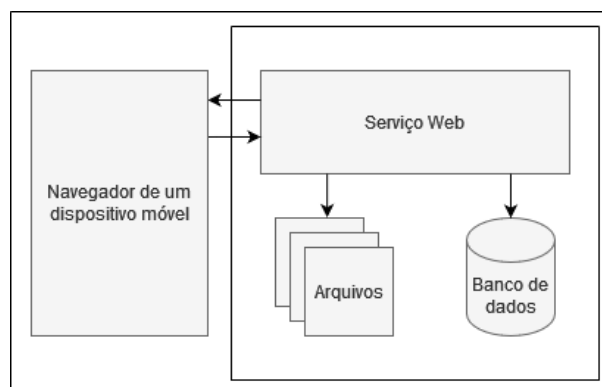 Serviço Web
Navegador de um
dispositivo móvel
Arquivos
Banco de
dados